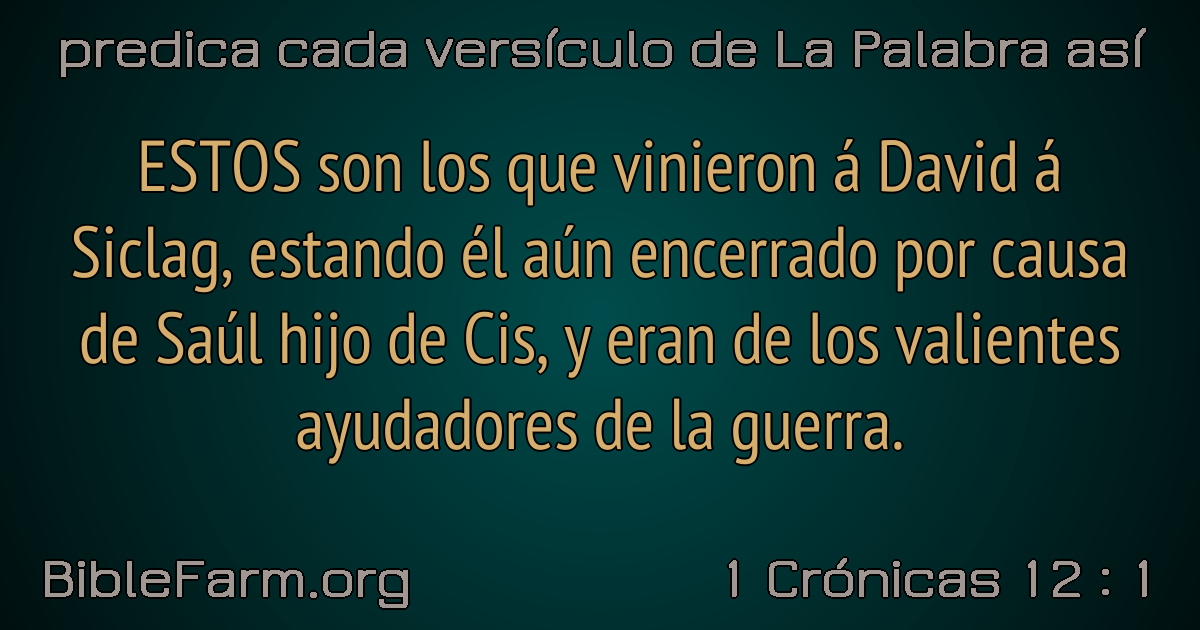 predica cada versículo de La Palabra así
ESTOS son los que vinieron á David á
Siclag, estando él aún encerrado por causa
de Saúl hijo de Cis, y eran de los valientes
ayudadores de la guerra.
BibleFarm.org
1 Crónicas 12 : 1